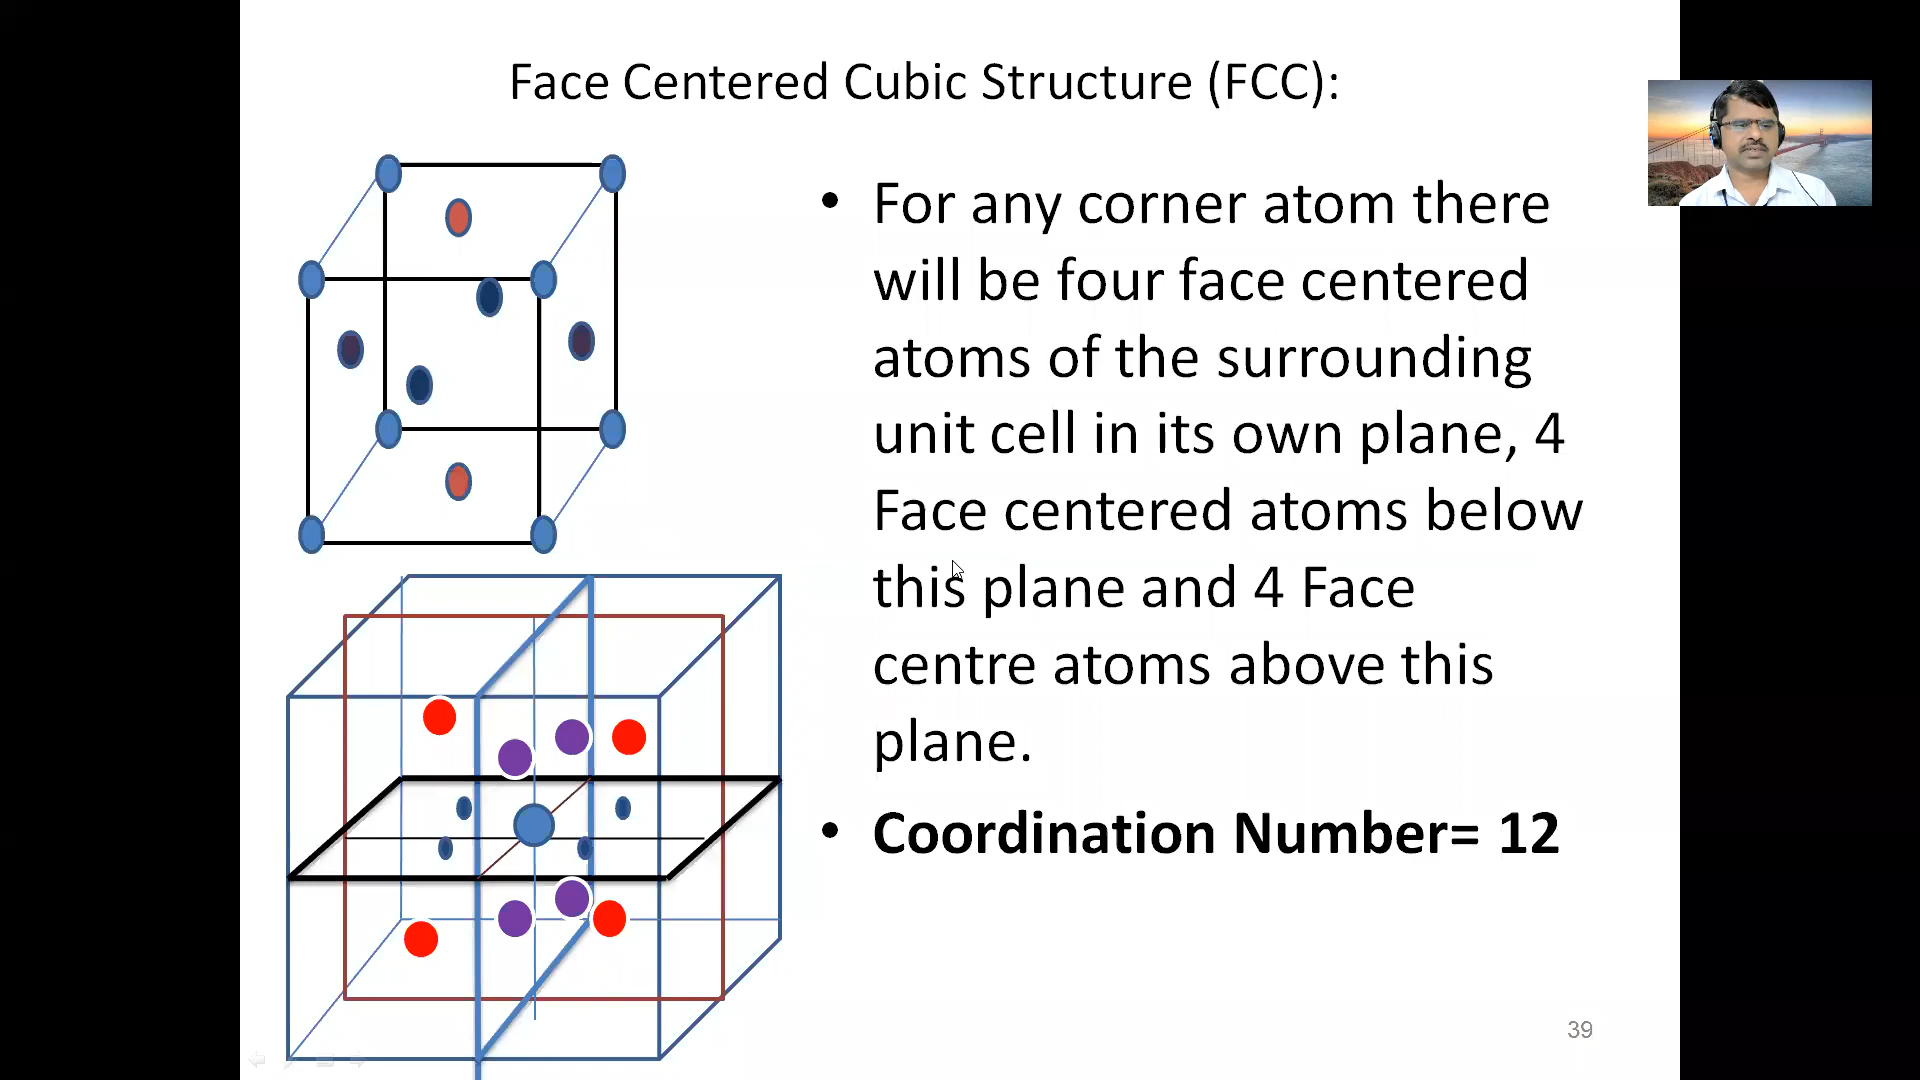 Face Centered Cubic Structure (FCC):
• For any corner atom there
will be four face centered
atoms of the surrounding
unit cell in its own plane, 4
Face centered atoms below
this plane and 4 Face
centre atoms above this
plane.
• Coordination Number= 12
39